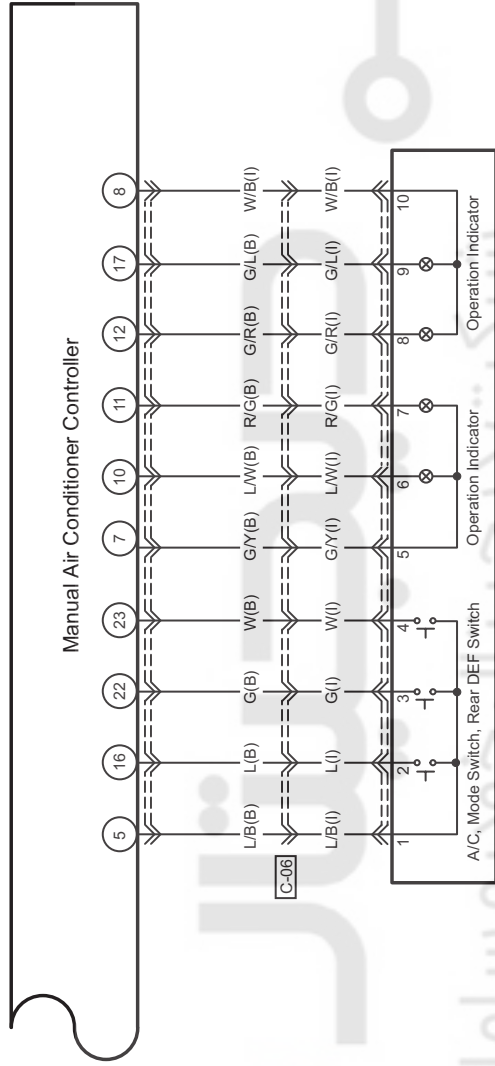 Manual Air Conditioner Controller
5 16 22 23 7 10 11 12 17 8
L/B(B) L(B) G(B) W(B) G/Y(B) L/W(B) R/G(B) G/R(B) G/L(B) W/B(I)
C-06
L/B(I) L(I) G(I) W(I) G/Y(I) L/W(I) R/G(I) G/R(I) G/L(I) W/B(I)
1 2 3 4 5 6 7 8 9 10
A/C, Mode Switch, Rear DEF Switch Operation Indicator Operation Indicator